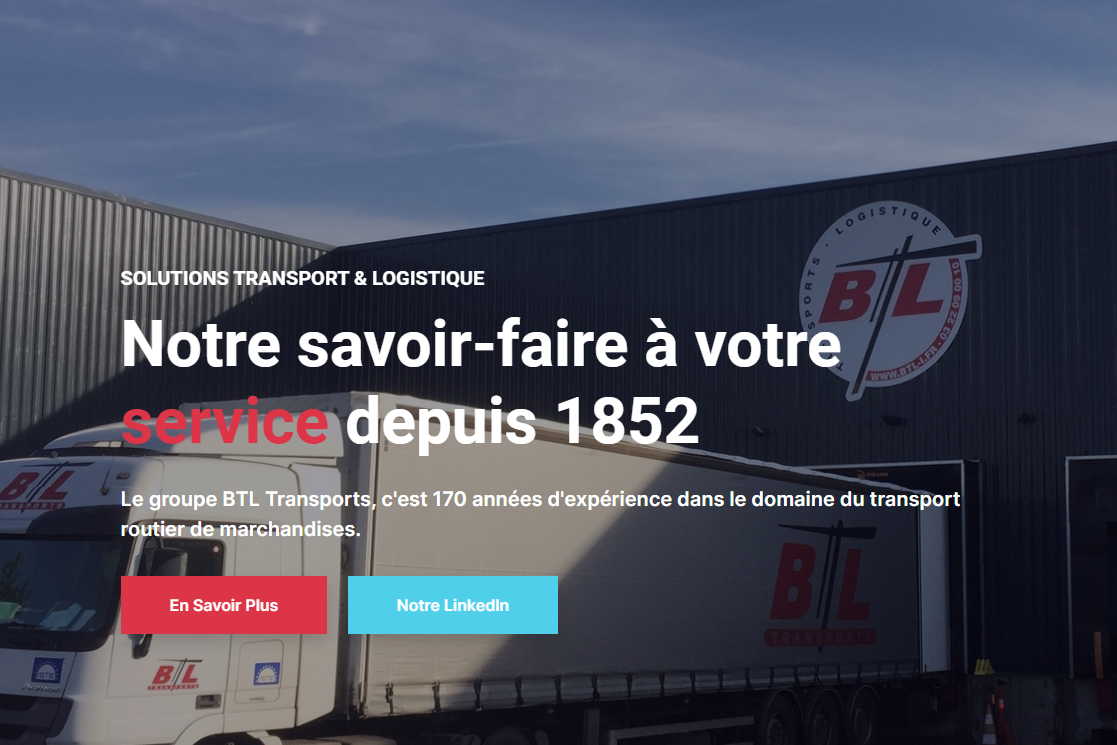 SOLUTIONS TRANSPORT & LOGISTIQUE
Notre savoir-faire à votre
service depuis 1852
Le groupe BTL Transports, c'est 170 années d'expérience dans le domaine du transport
routier de marchandises.
En Savoir Plus
Notre LinkedIn
LOGISTIQUE
BTL
WWW.BTL-J.FR - 03 22 09 00 10
BTL
TRANSPORTS
BTL
TRANSPORTS
BTL
TRANSPORTS